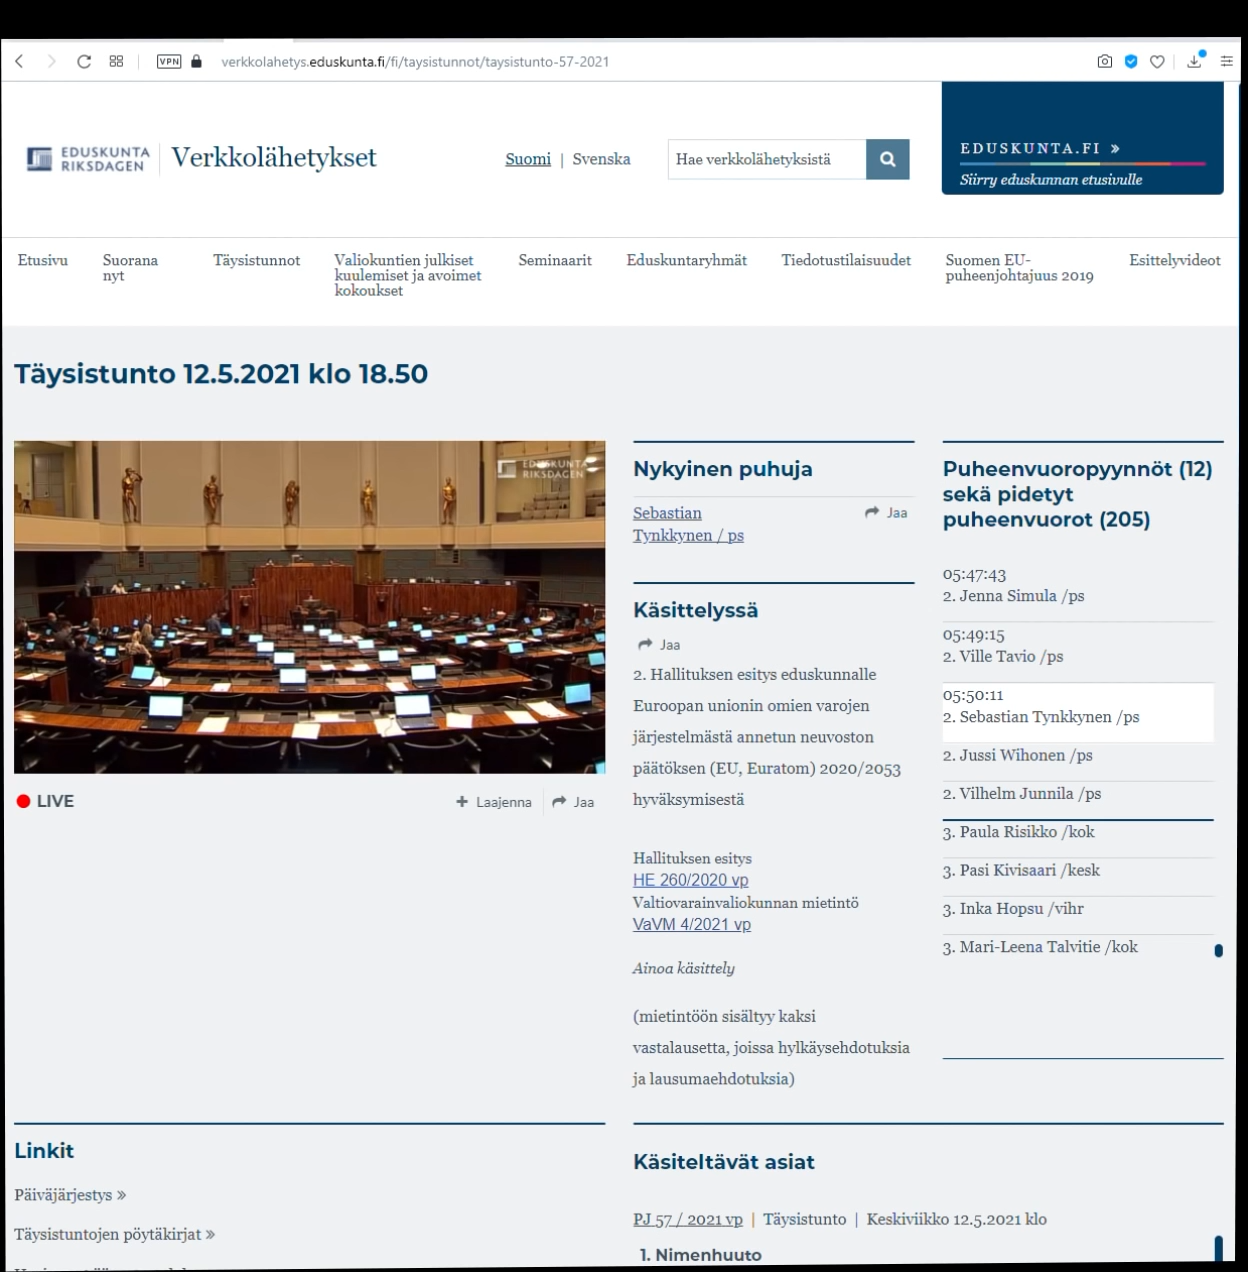 VPN
verkkolahetys.eduskunta.fi/fi/taysistunnot/taysistunto-57-2021
EDUSKUNTA
RIKSDAGEN
Verkkolähetykset
Suomi | Svenska
Hae verkkolähetyksistä
EDUSKUNTA.FI »
Siirry eduskunnan etusivulle
Etusivu
Suorana
nyt
Täysistunnot
Valiokuntien julkiset
kuulemiset ja avoimet
kokoukset
Seminaarit
Eduskuntaryhmät
Tiedotustilaisuudet
Suomen EU-
puheenjohtajuus 2019
Esittelyvideot
Täysistunto 12.5.2021 klo 18.50
EDUSKUNTA
RIKSDAGEN
LIVE
+ Laajenna
Jaa
Nykyinen puhuja
Sebastian
Tynkkynen / ps
Jaa
Käsittelyssä
Jaa
2. Hallituksen esitys eduskunnalle
Euroopan unionin omien varojen
järjestelmästä annetun neuvoston
päätöksen (EU, Euratom) 2020/2053
hyväksymisestä
Hallituksen esitys
HE 260/2020 vp
Valtiovarainvaliokunnan mietintö
VaVM 4/2021 vp
Ainoa käsittely
(mietintöön sisältyy kaksi
vastalausetta, joissa hylkäysehdotuksia
ja lausumaehdotuksia)
Puheenvuoropyynnöt (12)
sekä pidetyt
puheenvuorot (205)
05:47:43
2. Jenna Simula /ps
05:49:15
2. Ville Tavio /ps
05:50:11
2. Sebastian Tynkkynen /ps
2. Jussi Wihonen /ps
2. Vilhelm Junnila /ps
3. Paula Risikko /kok
3. Pasi Kivisaari /kesk
3. Inka Hopsu /vihr
3. Mari-Leena Talvitie /kok
Linkit
Päiväjärjestys »
Täysistuntojen pöytäkirjat »
Käsiteltävät asiat
PJ 57 / 2021 vp | Täysistunto | Keskiviikko 12.5.2021 klo
1. Nimenhuuto